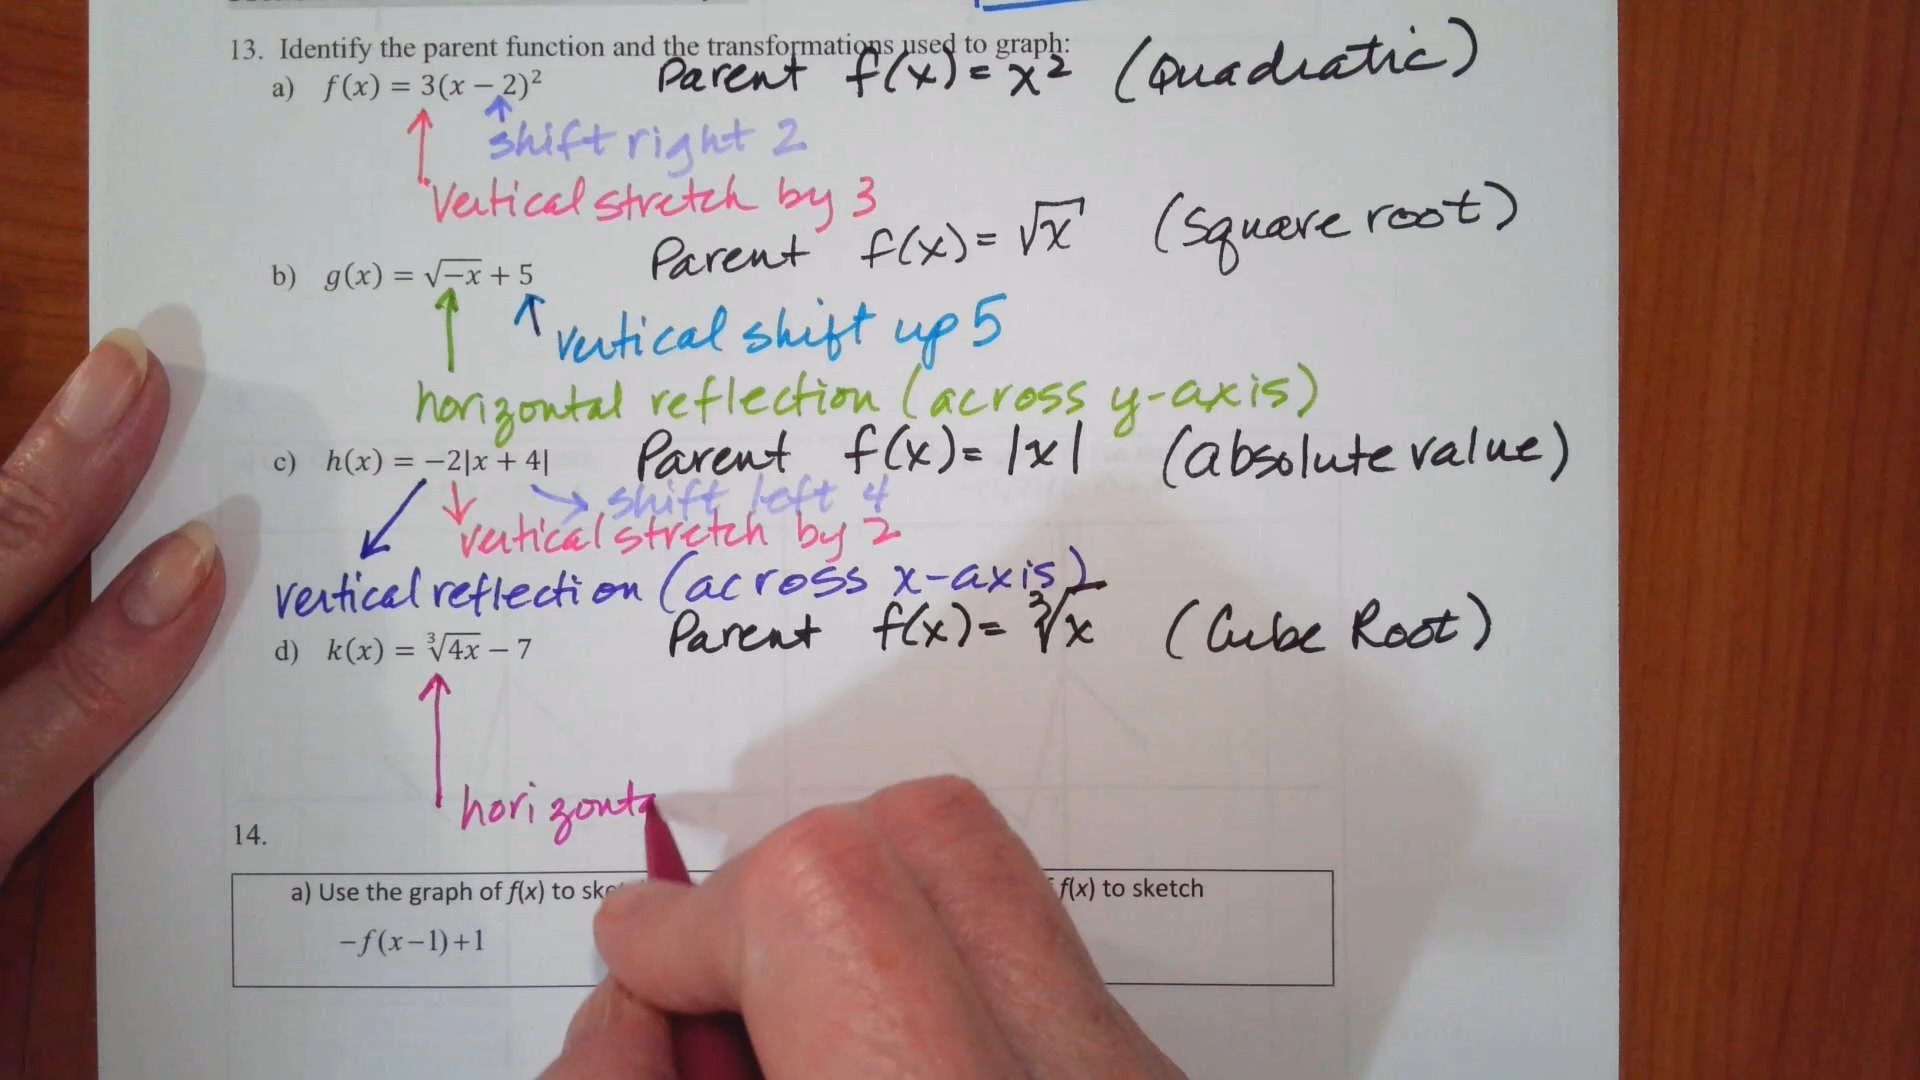 13. Identify the parent function and the transformations used to graph:
a) f(x) = 3(x − 2)² Parent f(x) = x² (Quadratic)
shift right 2
Vertical stretch by 3
Parent f(x) = √x (Square root)
b) g(x) = √−x + 5
vertical shift up 5
horizontal reflection (across y-axis)
c) h(x) = −2|x + 4| Parent f(x) = |x| (absolute value)
shift left 4
vertical stretch by 2
vertical reflection (across x-axis)
d) k(x) = ∛4x − 7 Parent f(x) = ∛x (Cube Root)
horizonta
14.
a) Use the graph of f(x) to f(x) to sketch
−f(x−1)+1